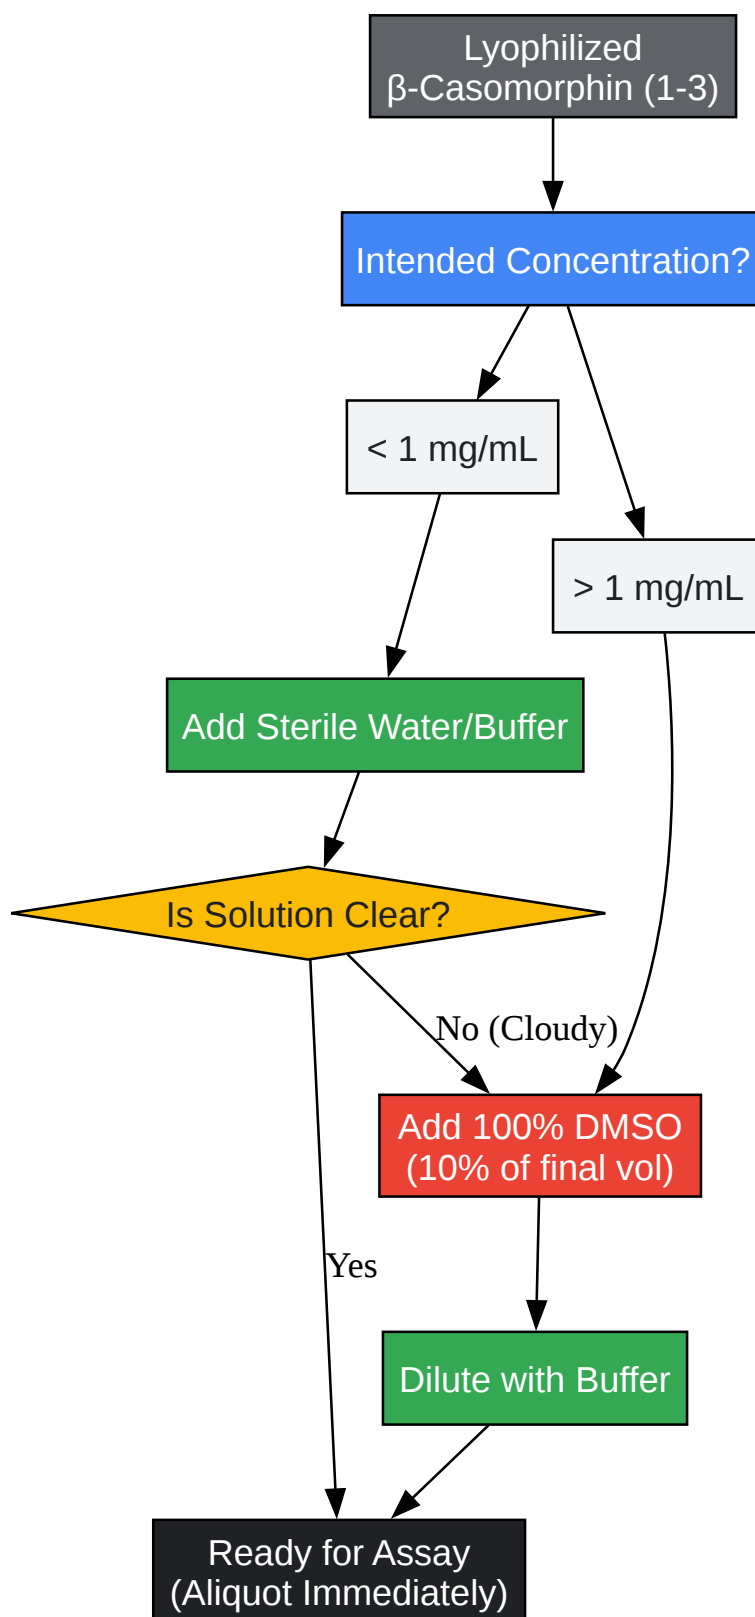 Lyophilized
β-Casomorphin (1-3)
Intended Concentration?
< 1 mg/mL
> 1 mg/mL
Add Sterile Water/Buffer
Is Solution Clear?
No (Cloudy)
Add 100% DMSO
(10% of final vol)
Yes
Dilute with Buffer
Ready for Assay
(Aliquot Immediately)